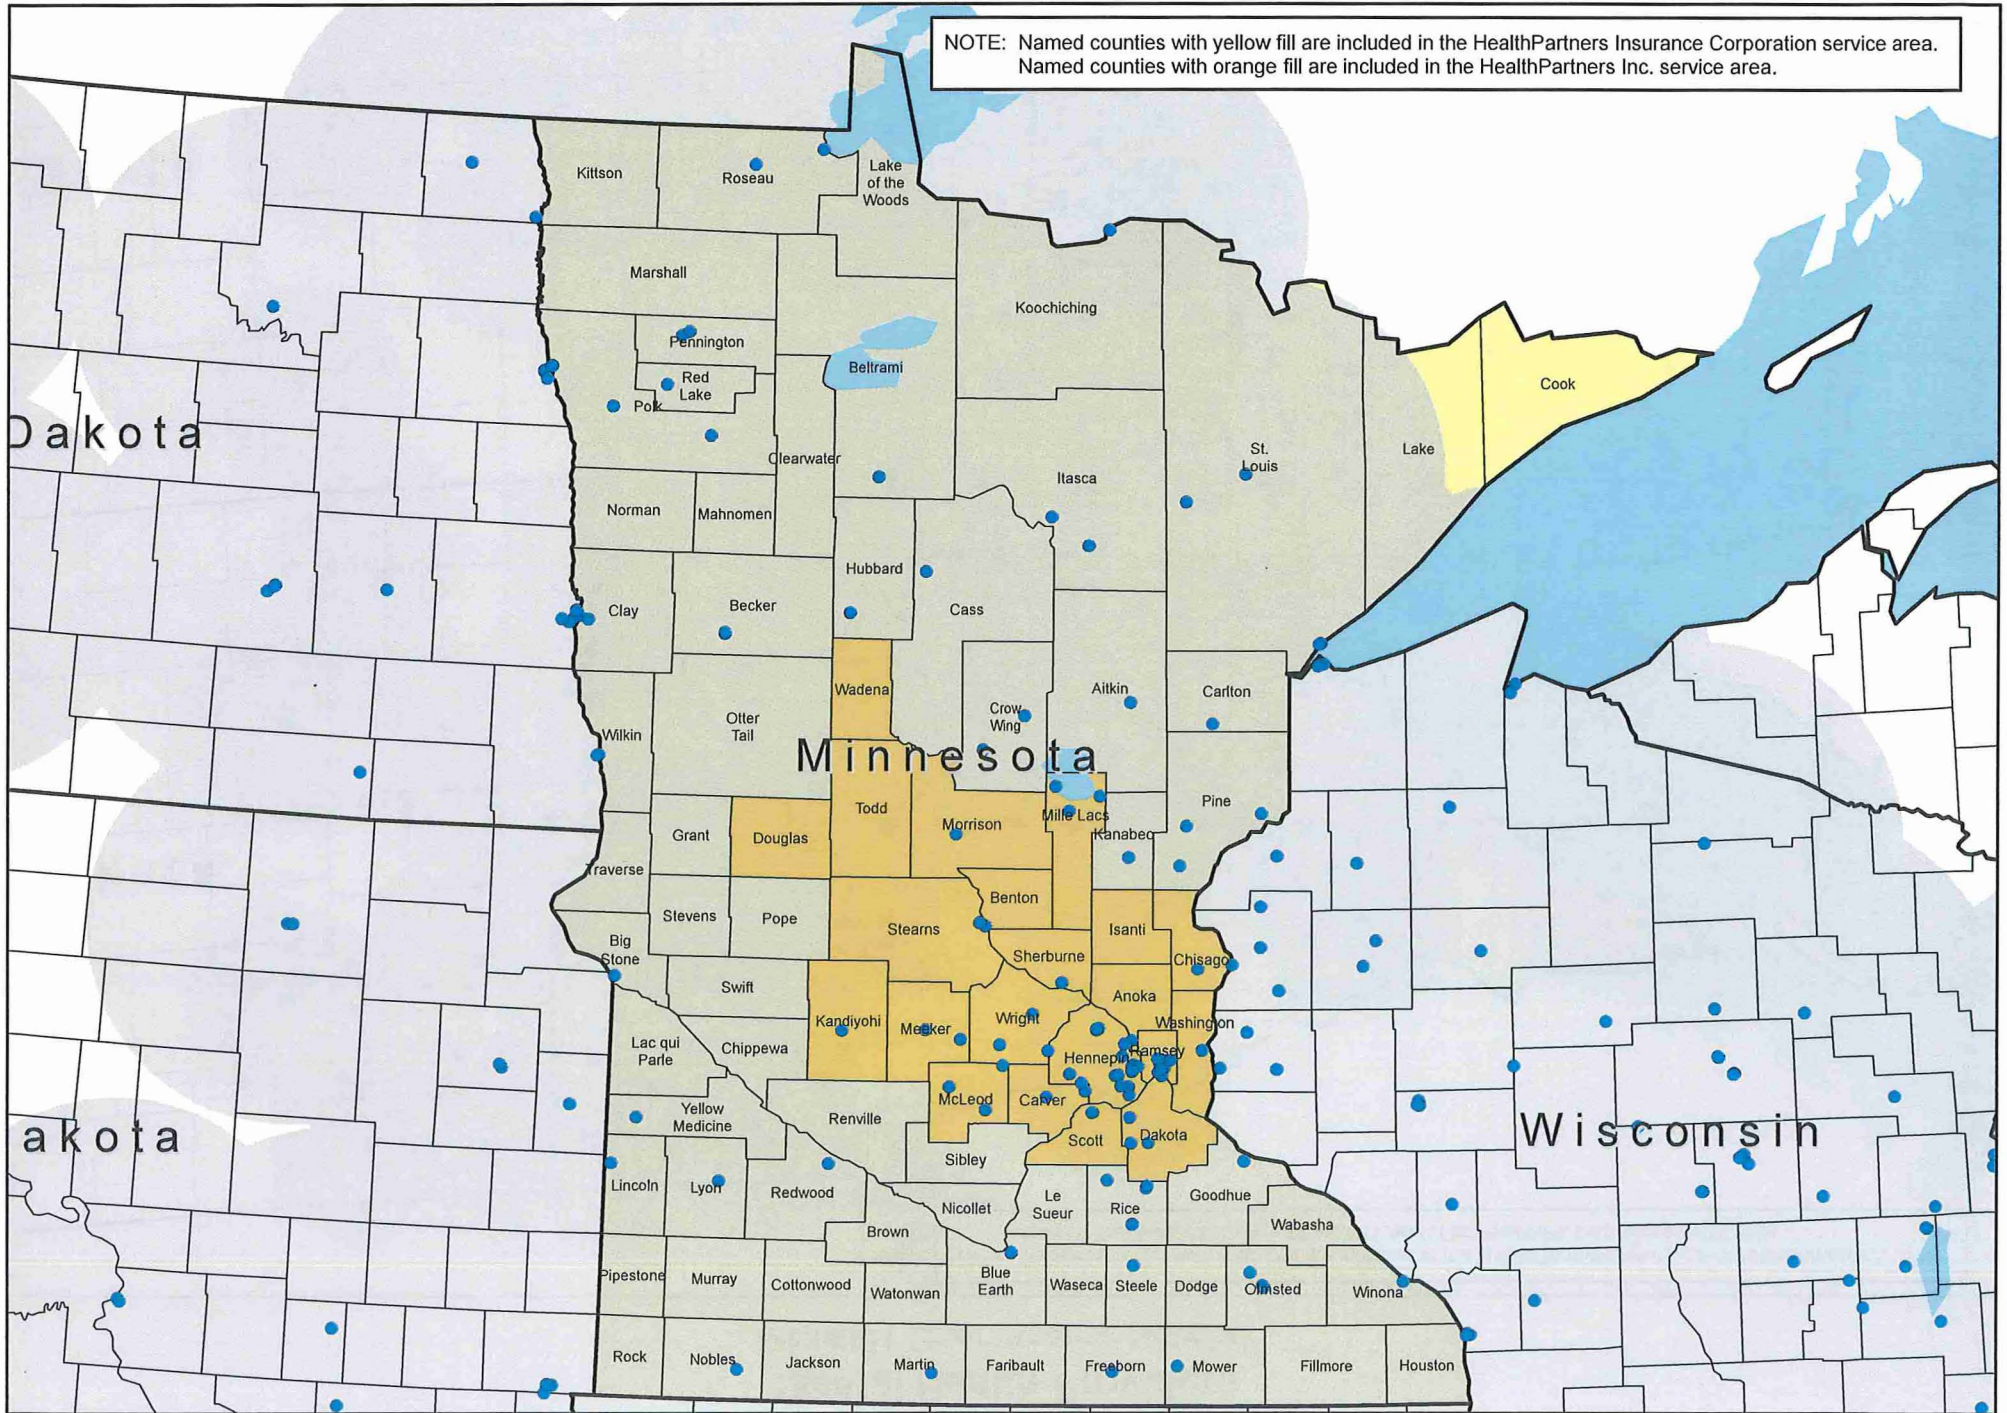 NOTE: Named counties with yellow fill are included in the HealthPartners Insurance Corporation service area.
Named counties with orange fill are included in the HealthPartners Inc. service area.
Kittson
Roseau
Lake
of the
Woods
Marshall
Koochiching
Pennington
Beltrami
Red
Lake
Polk
Cook
Dakota
Clearwater
St.
Louis
Lake
Itasca
Norman
Mahnomen
Hubbard
Clay
Becker
Cass
Wadena
Aitkin
Carlton
Otter
Tail
Crow
Wing
Wilkin
Minnesota
Todd
Pine
Morrison
Mille Lacs
Grant
Douglas
Kanabec
Traverse
Benton
Stevens
Pope
Stearns
Isanti
Big
Stone
Sherburne
Chisago
Swift
Anoka
Kandiyohi
Meeker
Wright
Washington
Lac qui
Parle
Chippewa
Hennepin
Ramsey
McLeod
Carver
Yellow
Medicine
Renville
akota
Scott
Dakota
Wisconsin
Sibley
Lincoln
Lyon
Redwood
Nicollet
Le
Sueur
Rice
Goodhue
Brown
Wabasha
Pipestone
Murray
Cottonwood
Watonwan
Blue
Earth
Waseca
Steele
Dodge
Olmsted
Winona
Rock
Nobles
Jackson
Martin
Faribault
Freeborn
Mower
Fillmore
Houston